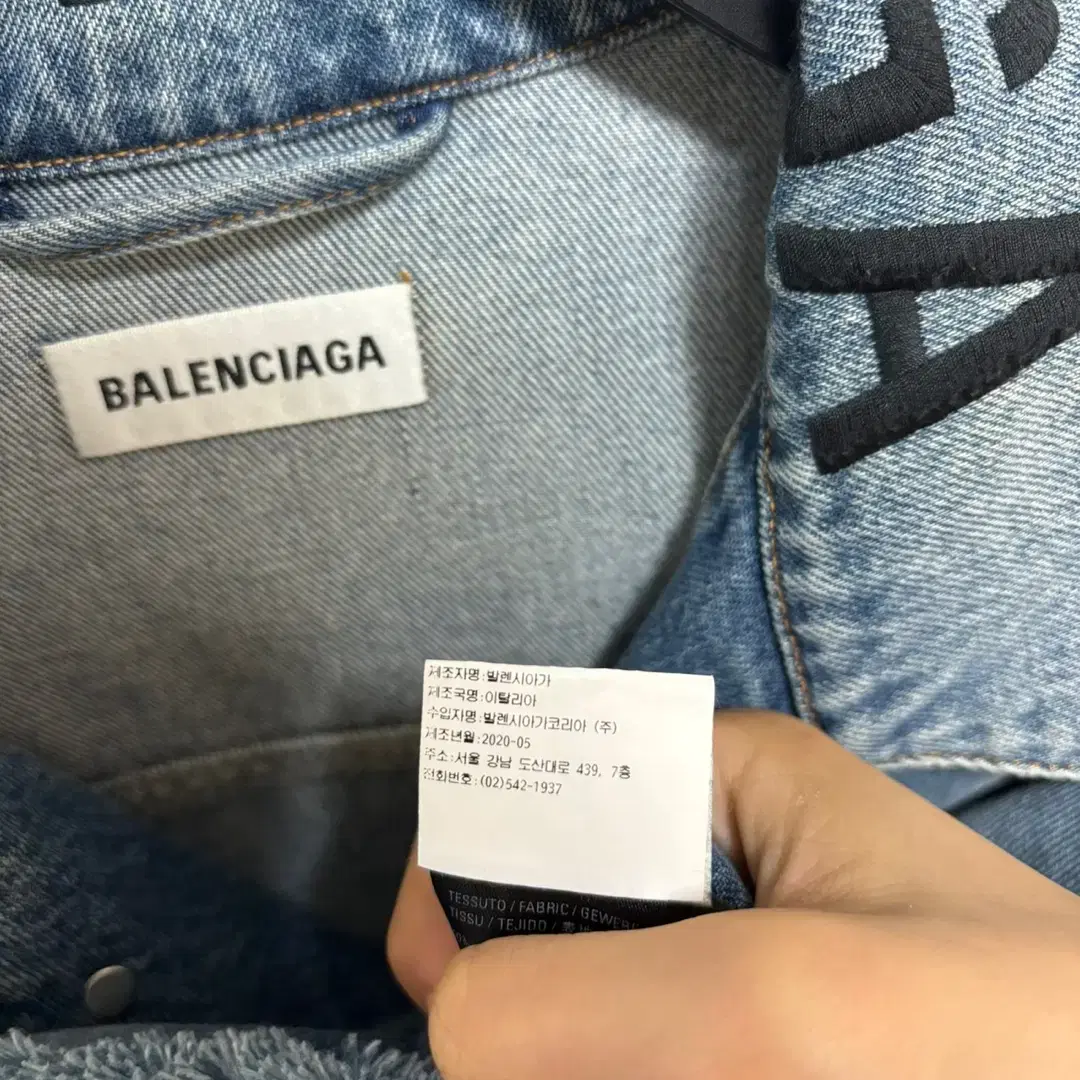 BALENCIAGA
제조자명:발렌시아가
제조국명:이탈리아
수입자명:발렌시아가코리아 (주)
제조년월:2020-05
주소:서울 강남 도산대로 439, 7층
전화번호:(02)542-1937
TESSUTO / FABRIC / GEWEBE
TISSU / TEJIDO /